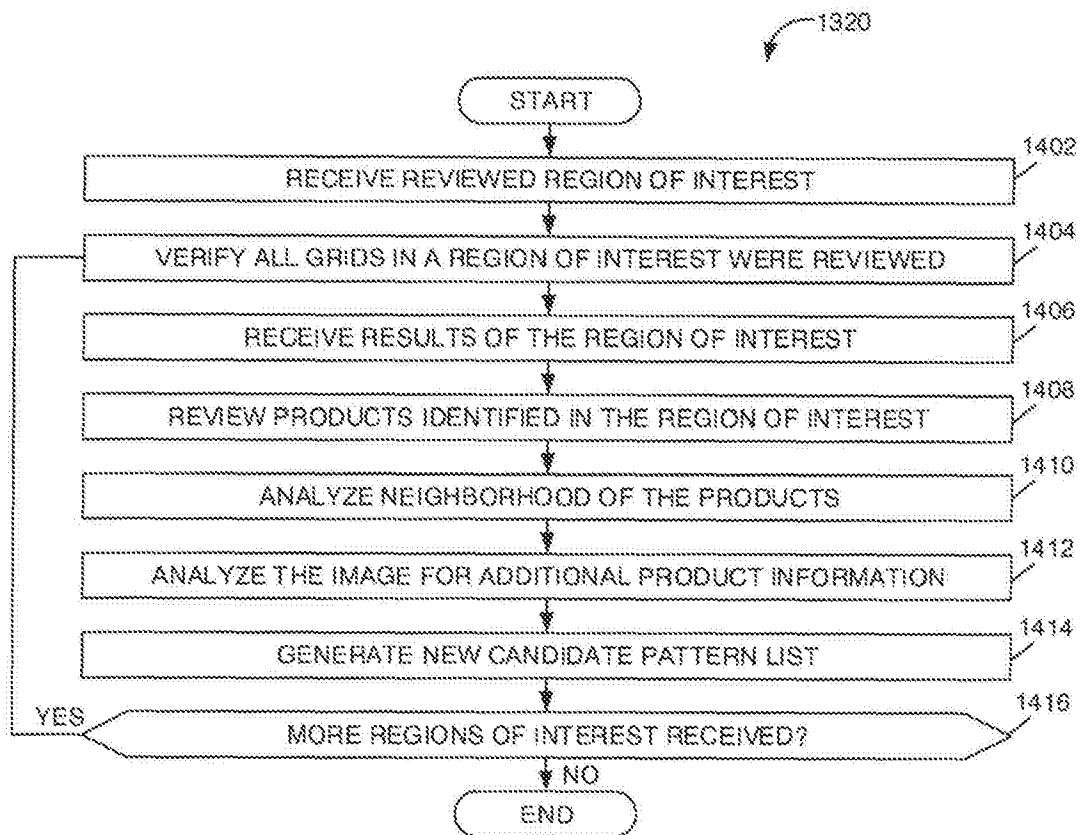 1320
START
1402
RECEIVE REVIEWED REGION OF INTEREST
1404
VERIFY ALL GRIDS IN A REGION OF INTEREST WERE REVIEWED
1406
RECEIVE RESULTS OF THE REGION OF INTEREST
1408
REVIEW PRODUCTS IDENTIFIED IN THE REGION OF INTEREST
1410
ANALYZE NEIGHBORHOOD OF THE PRODUCTS
1412
ANALYZE THE IMAGE FOR ADDITIONAL PRODUCT INFORMATION
1414
GENERATE NEW CANDIDATE PATTERN LIST
1416
YES
MORE REGIONS OF INTEREST RECEIVED?
NO
END